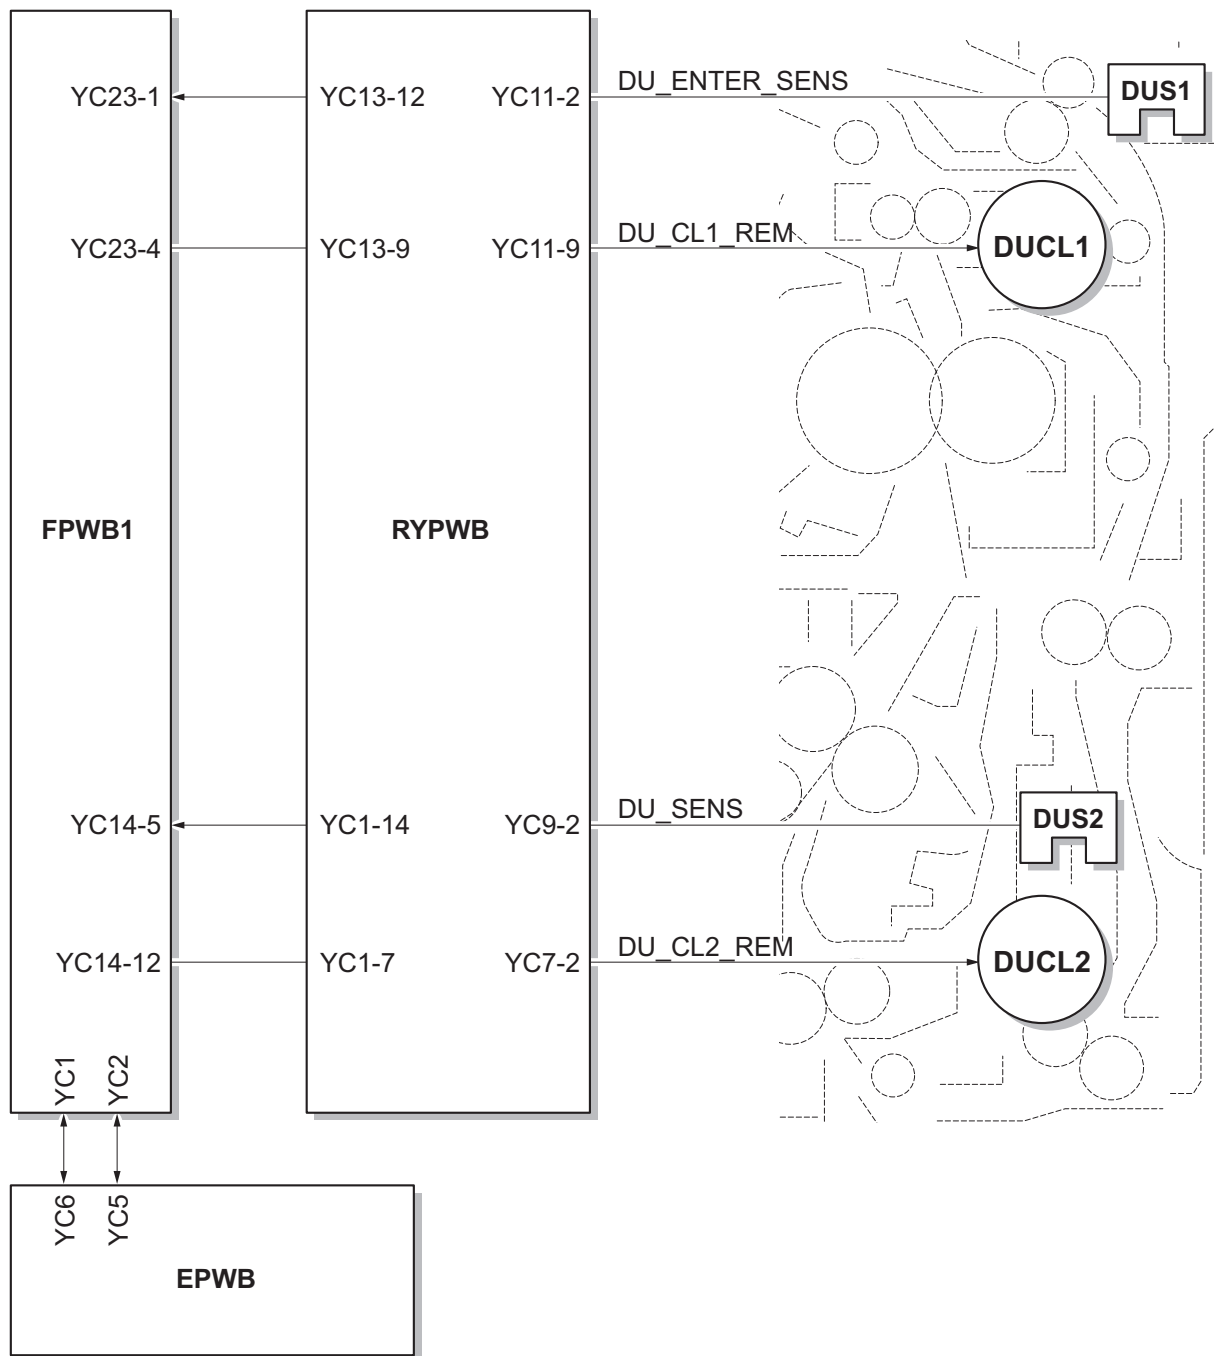 DU_ENTER_SENS
DUS1
YC23-1
YC13-12
YC11-2
DU_CL1_REM
YC23-4
YC13-9
YC11-9
DUCL1
FPWB1
RYPWB
DU_SENS
YC14-5
YC1-14
YC9-2
DUS2
DU_CL2_REM
YC14-12
YC1-7
YC7-2
DUCL2
YC1
YC2
YC6
YC5
EPWB